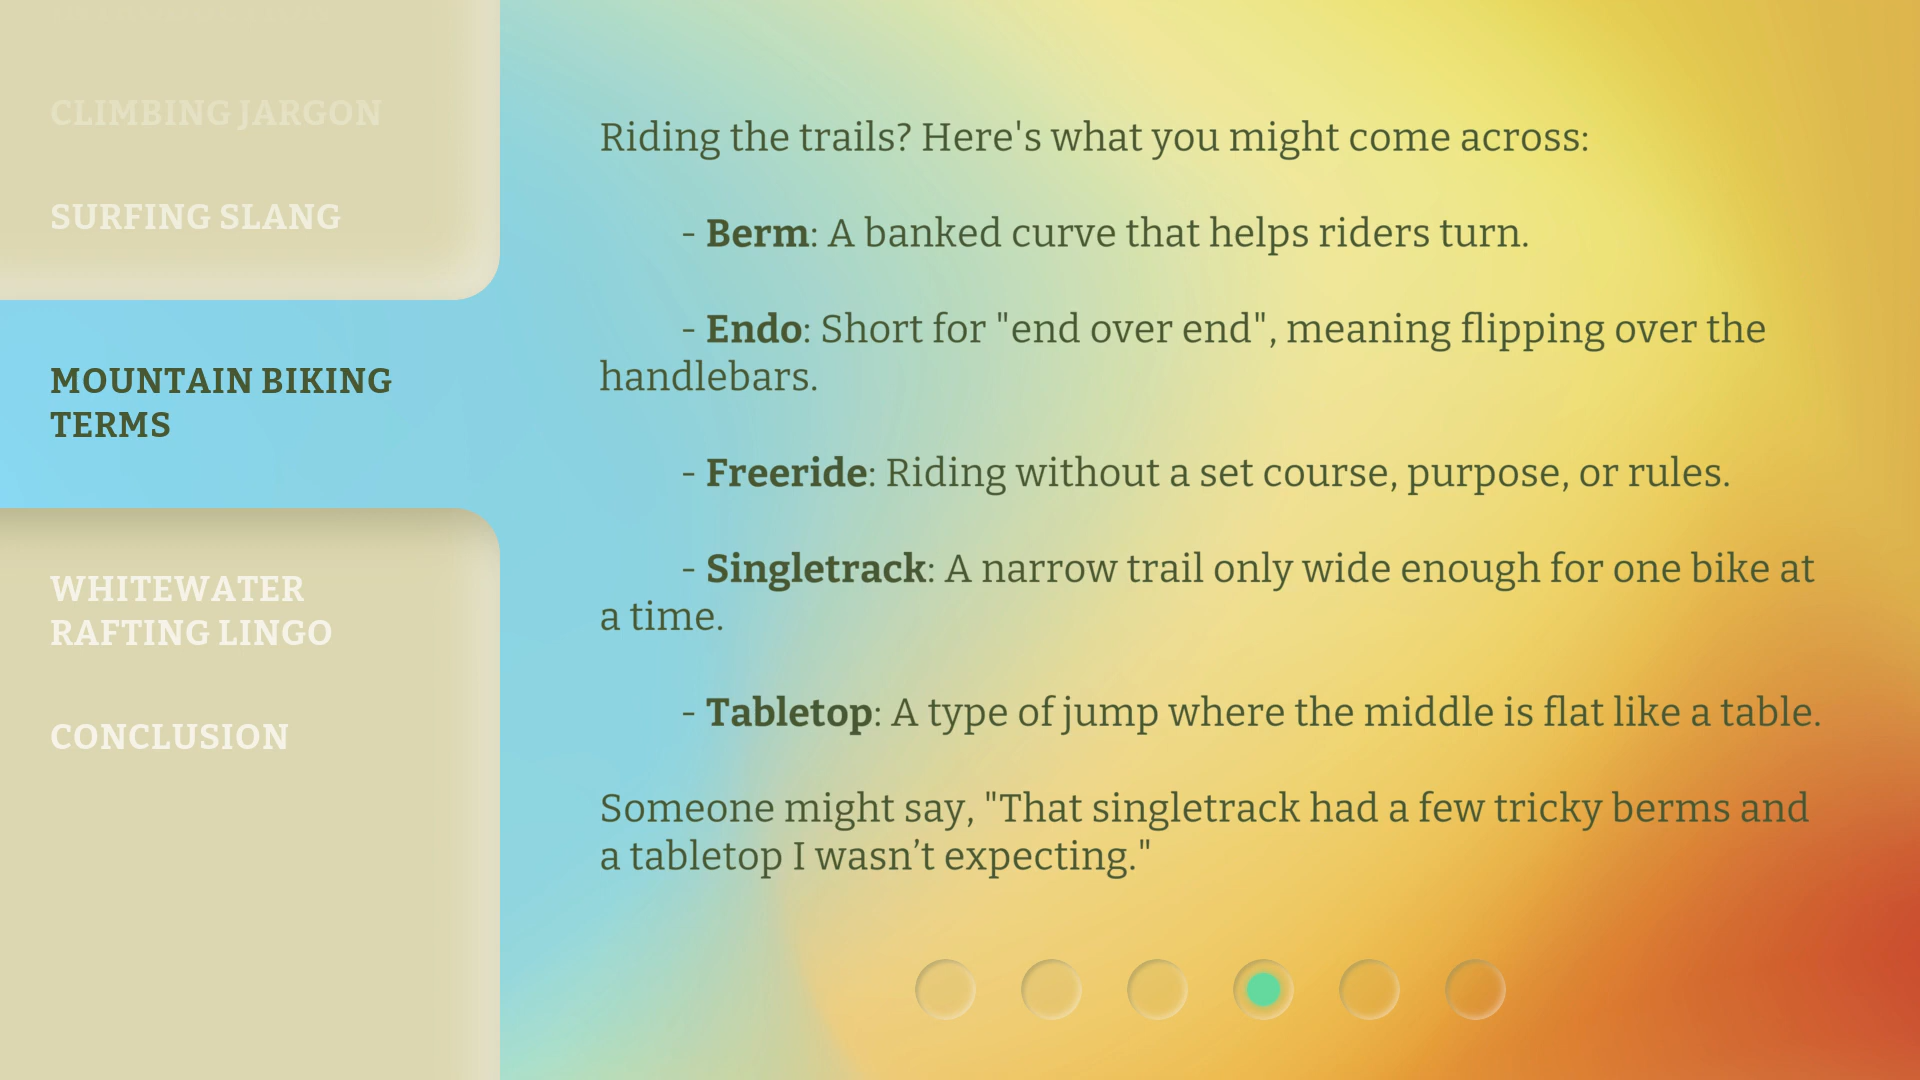 CLIMBING JARGON
SURFING SLANG
MOUNTAIN BIKING
TERMS
WHITEWATER
RAFTING LINGO
CONCLUSION
Riding the trails? Here's what you might come across:
- Berm: A banked curve that helps riders turn.
- Endo: Short for "end over end", meaning flipping over the
handlebars.
- Freeride: Riding without a set course, purpose, or rules.
- Singletrack: A narrow trail only wide enough for one bike at
a time.
- Tabletop: A type of jump where the middle is flat like a table.
Someone might say, "That singletrack had a few tricky berms and
a tabletop I wasn’t expecting."